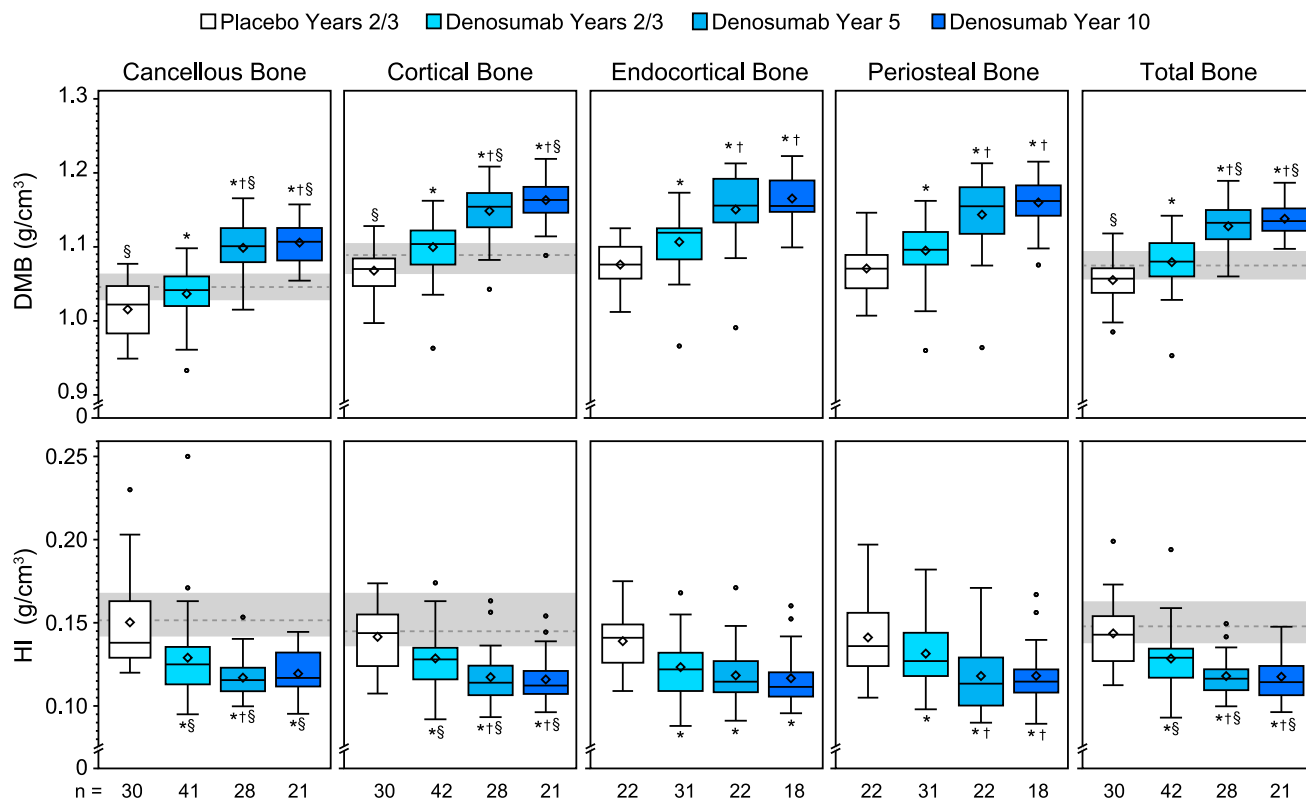 Placebo Years 2/3 Denosumab Years 2/3 Denosumab Year 5 Denosumab Year 10
Cancellous Bone Cortical Bone Endocortical Bone Periosteal Bone Total Bone
DMB (g/cm³)
1.3
1.2
1.1
1.0
0.9
0
§ * *†§ *†§
§ * *†§ *†§
* *† *†
* *† *†
§ * *†§ *†§
HI (g/cm³)
0.25
0.20
0.15
0.10
0
*§ *†§ *§
*§ *†§ *†§
* * *
* *† *†
*§ *†§ *†§
n = 30 41 28 21 30 42 28 21 22 31 22 18 22 31 22 18 30 42 28 21